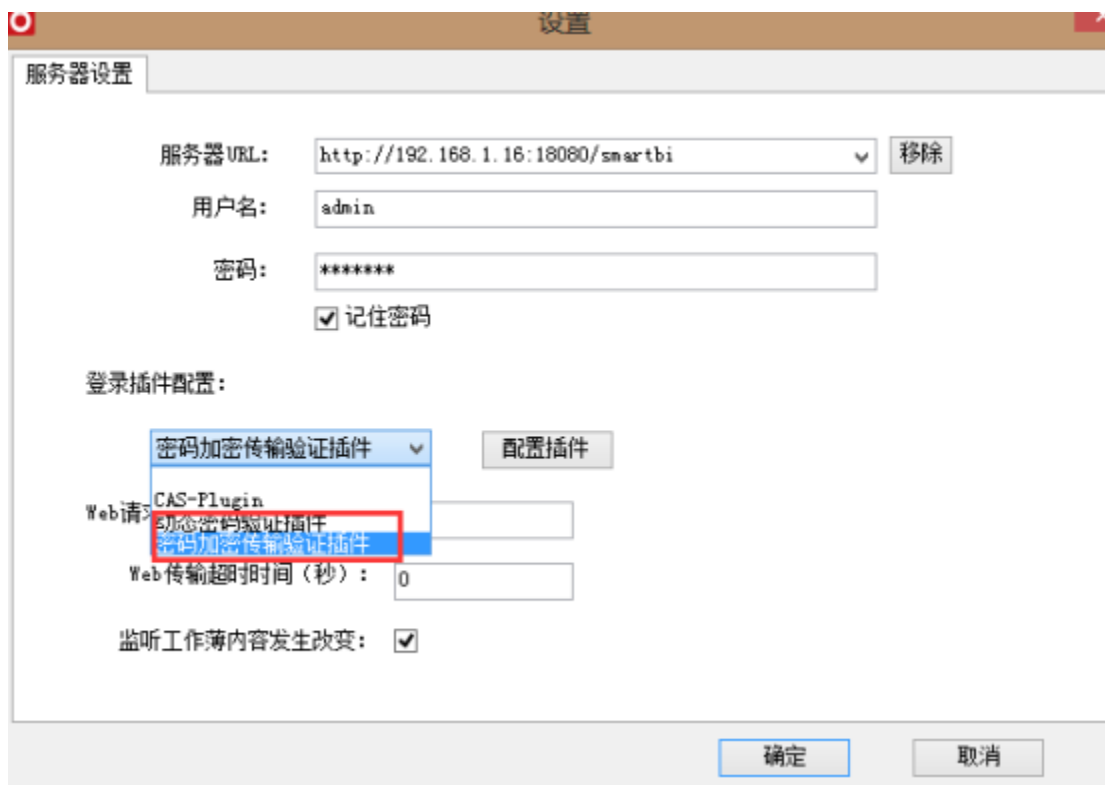 设置
服务器设置
服务器URL: http://192.168.1.16:18080/smartbi 移除
用户名: admin
密码: *******
记住密码
登录插件配置:
密码加密传输验证插件 配置插件
CAS-Plugin
Web请求
动态密码验证插件
密码加密传输验证插件
Web传输超时时间（秒）: 0
监听工作薄内容发生改变:
确定 取消